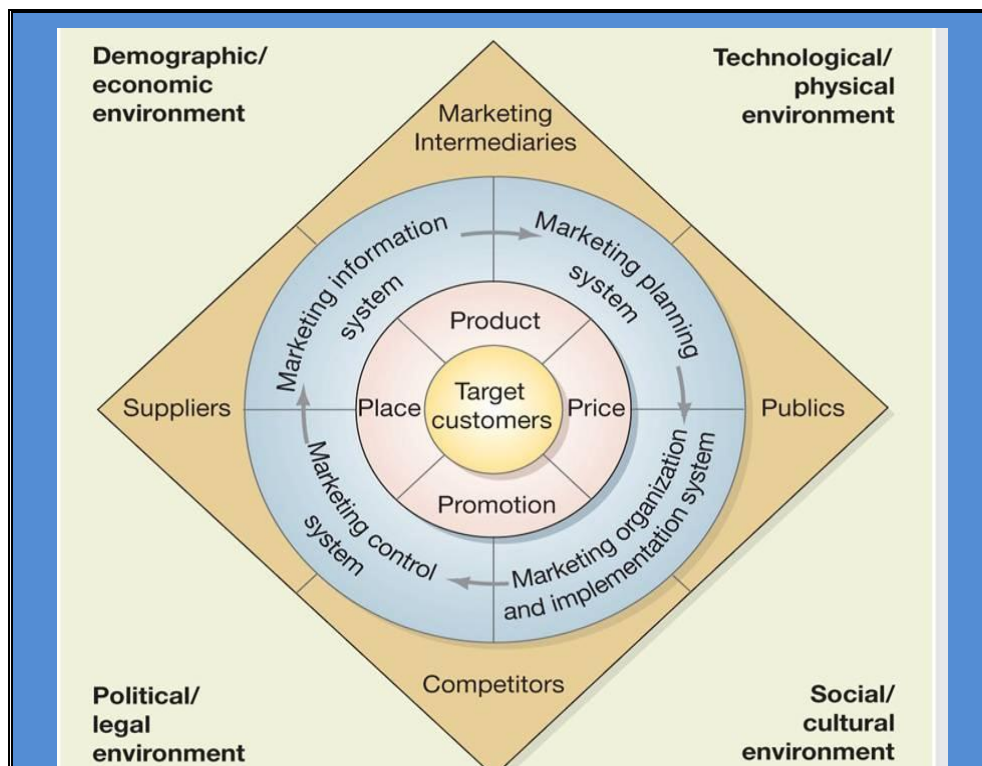 Demographic/
economic
environment
Technological/
physical
environment
Marketing
Intermediaries
Marketing information
system
Marketing planning
system
Product
Suppliers
Place
Target
customers
Price
Publics
Marketing control
system
Promotion
Marketing organization
and implementation system
Competitors
Political/
legal
environment
Social/
cultural
environment